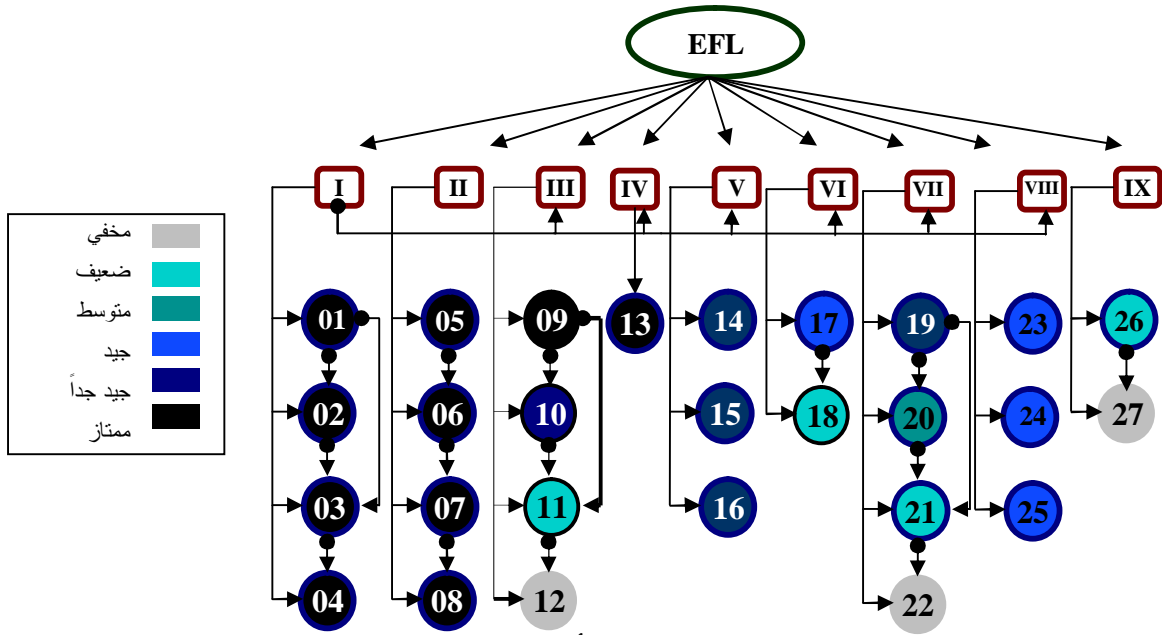 EFL
I II III IV V VI VII VIII IX
مخفي
ضعيف
متوسط
جيد
جيد جداً
ممتاز
01 05 09 13 14 17 19 23 26
02 06 10 15 18 20 24 27
03 07 11 16 21 25
04 08 12 22